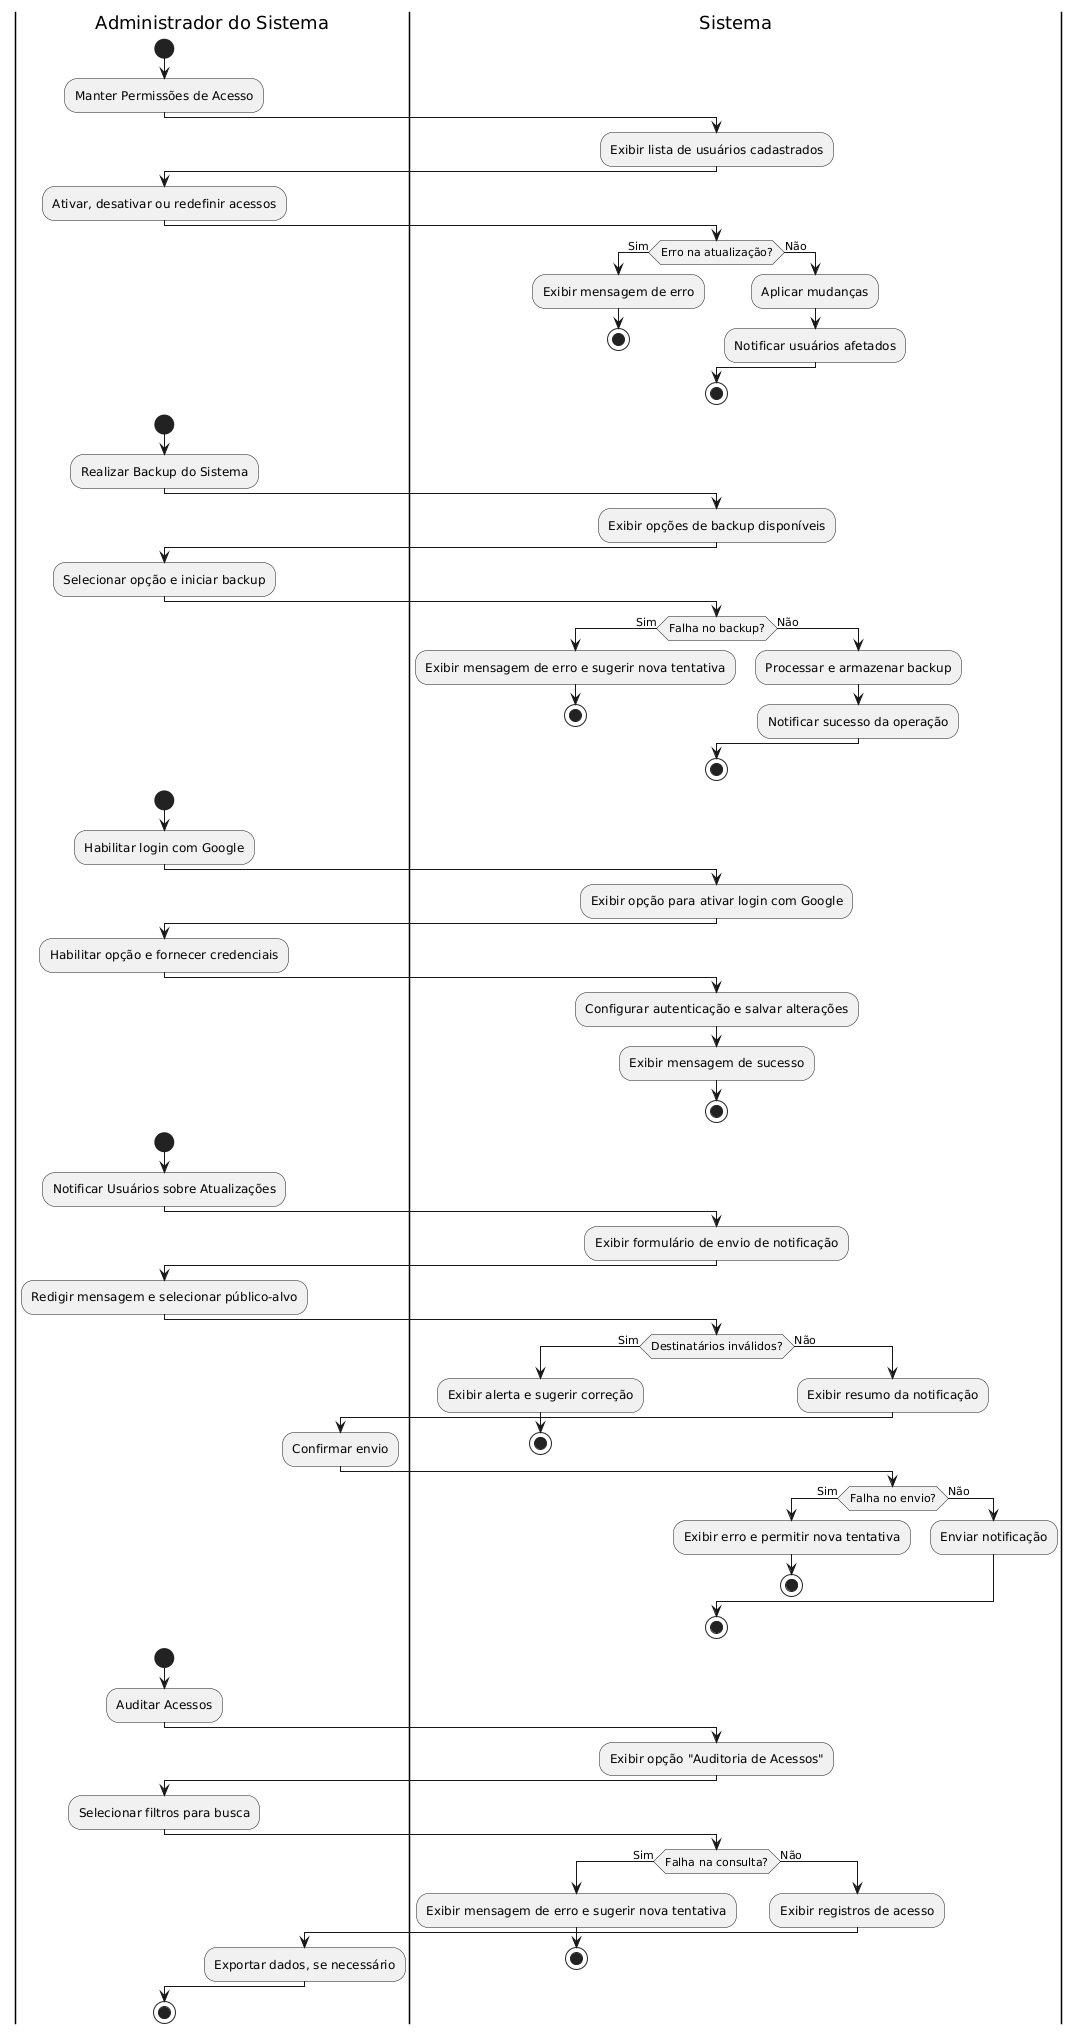 Administrador do Sistema
Sistema
Manter Permissões de Acesso
Exibir lista de usuários cadastrados
Ativar, desativar ou redefinir acessos
Sim
Erro na atualização?
Não
Exibir mensagem de erro
Aplicar mudanças
Notificar usuários afetados
Realizar Backup do Sistema
Exibir opções de backup disponíveis
Selecionar opção e iniciar backup
Sim
Falha no backup?
Não
Exibir mensagem de erro e sugerir nova tentativa
Processar e armazenar backup
Notificar sucesso da operação
Habilitar login com Google
Exibir opção para ativar login com Google
Habilitar opção e fornecer credenciais
Configurar autenticação e salvar alterações
Exibir mensagem de sucesso
Notificar Usuários sobre Atualizações
Exibir formulário de envio de notificação
Redigir mensagem e selecionar público-alvo
Sim
Destinatários inválidos?
Não
Exibir alerta e sugerir correção
Exibir resumo da notificação
Confirmar envio
Sim
Falha no envio?
Não
Exibir erro e permitir nova tentativa
Enviar notificação
Auditar Acessos
Exibir opção "Auditoria de Acessos"
Selecionar filtros para busca
Sim
Falha na consulta?
Não
Exibir mensagem de erro e sugerir nova tentativa
Exibir registros de acesso
Exportar dados, se necessário